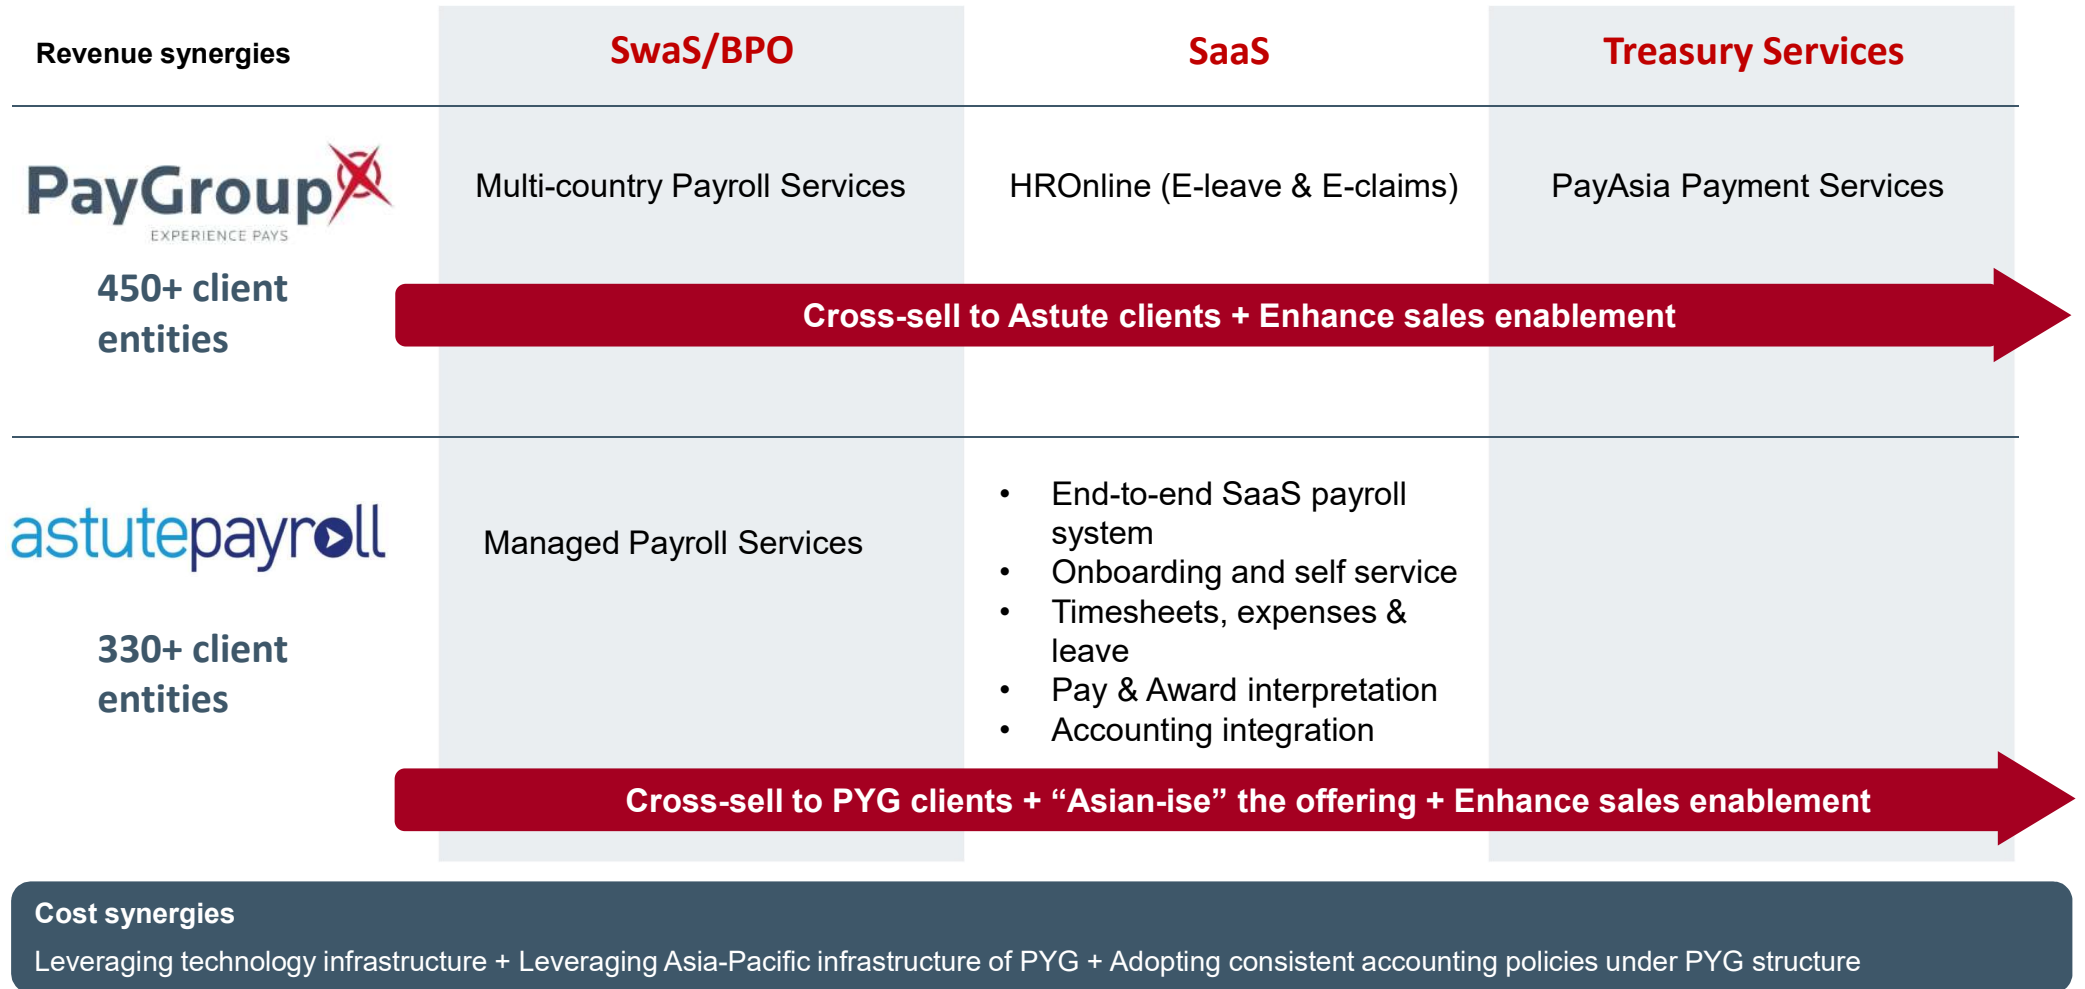 Revenue synergies
SwaS/BPO
SaaS
Treasury Services
PayGroup
EXPERIENCE PAYS
450+ client
entities
Multi-country Payroll Services
HROnline (E-leave & E-claims)
PayAsia Payment Services
Cross-sell to Astute clients + Enhance sales enablement
astutepayroll
330+ client
entities
Managed Payroll Services
• End-to-end SaaS payroll
system
• Onboarding and self service
• Timesheets, expenses &
leave
• Pay & Award interpretation
• Accounting integration
Cross-sell to PYG clients + “Asian-ise” the offering + Enhance sales enablement
Cost synergies
Leveraging technology infrastructure + Leveraging Asia-Pacific infrastructure of PYG + Adopting consistent accounting policies under PYG structure